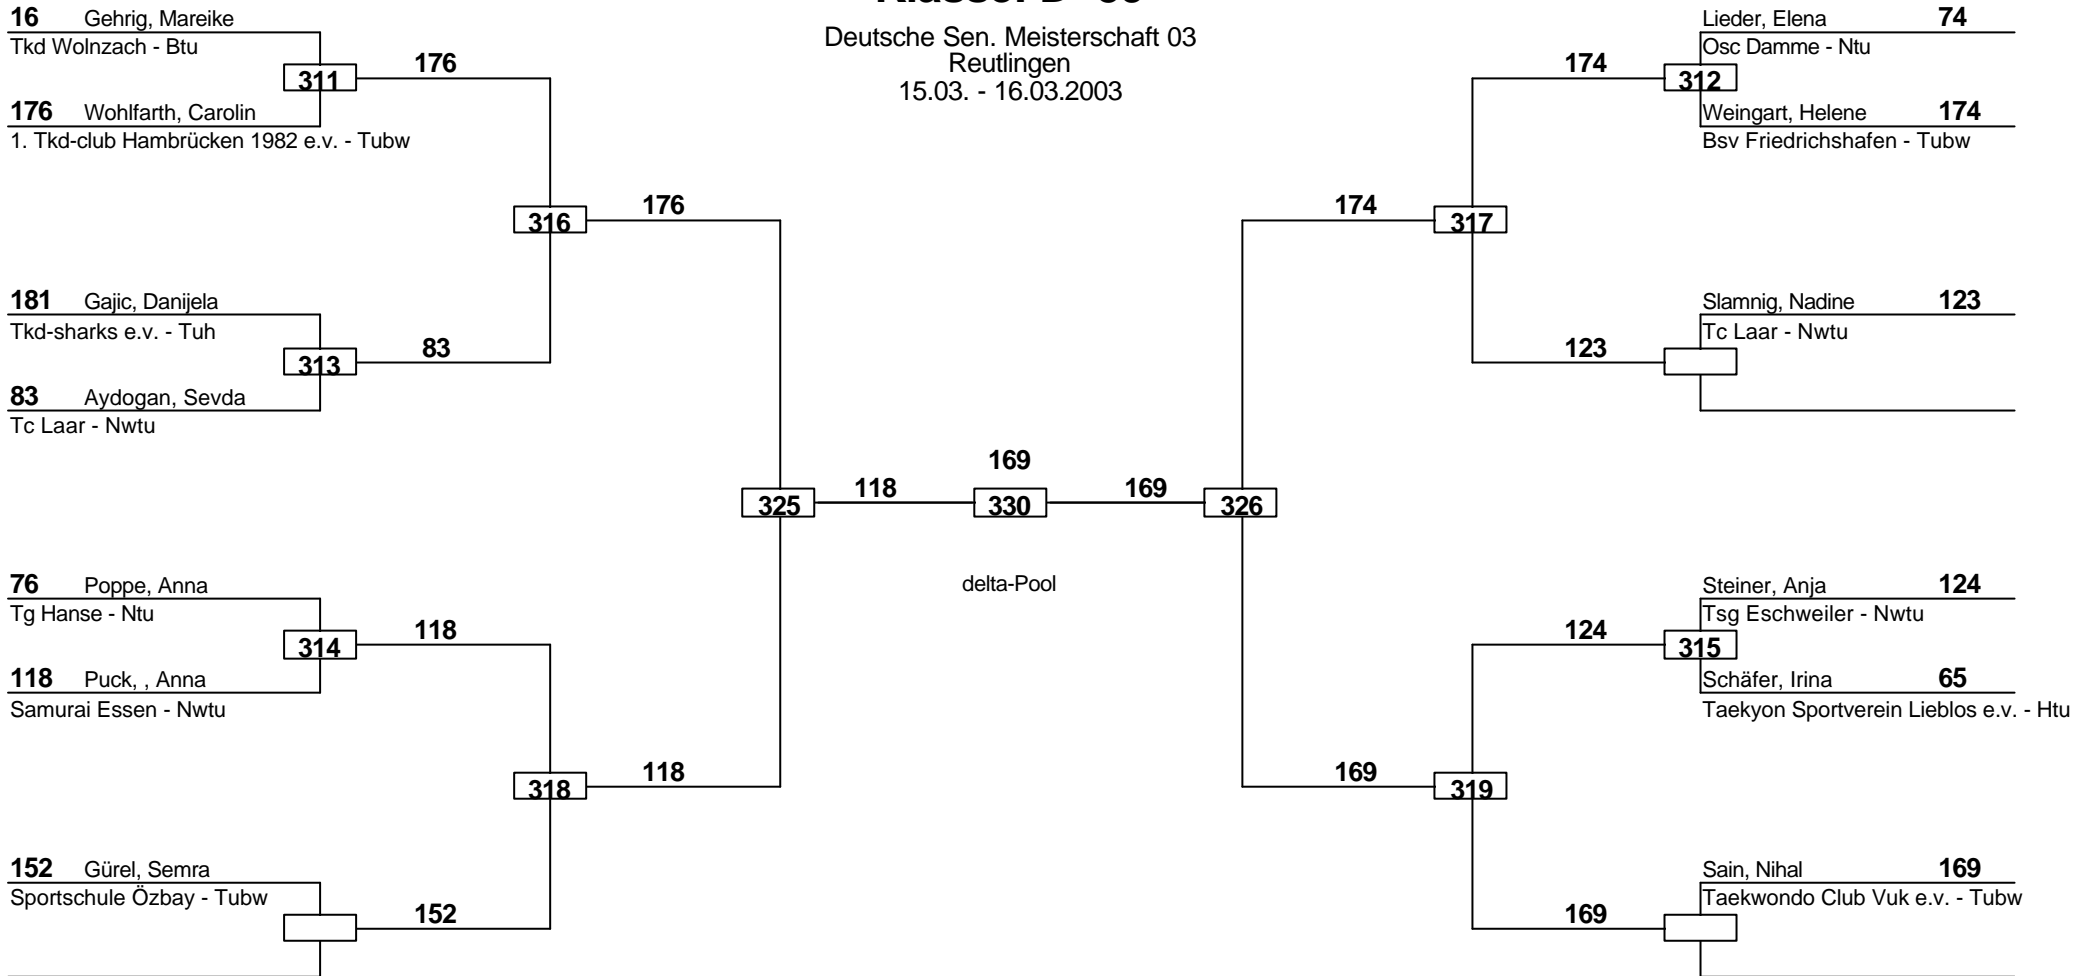 16 Gehrig, Mareike
Tkd Wolnzach - Btu
311
176
176 Wohlfarth, Carolin
1. Tkd-club Hambrücken 1982 e.v. - Tubw
316
176
181 Gajic, Danijela
Tkd-sharks e.v. - Tuh
313
83
83 Aydogan, Sevda
Tc Laar - Nwtu
325
118
76 Poppe, Anna
Tg Hanse - Ntu
314
118
118 Puck, , Anna
Samurai Essen - Nwtu
318
118
152 Gürel, Semra
Sportschule Özbay - Tubw
152
Deutsche Sen. Meisterschaft 03
Reutlingen
15.03. - 16.03.2003
169
330
delta-Pool
Lieder, Elena 74
Osc Damme - Ntu
174
312
Weingart, Helene 174
Bsv Friedrichshafen - Tubw
174
317
Slamnig, Nadine 123
Tc Laar - Nwtu
123
169
326
Steiner, Anja 124
Tsg Eschweiler - Nwtu
124
315
Schäfer, Irina 65
Taekyon Sportverein Lieblos e.v. - Htu
169
319
Sain, Nihal 169
Taekwondo Club Vuk e.v. - Tubw
169